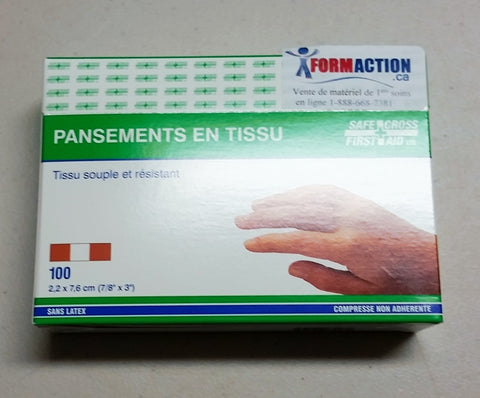 FORMACTION
.ca
Vente de matériel de 1ers soins
en ligne 1-888-668-7381
PANSEMENTS EN TISSU
SAFE CROSS
FIRST AID LTD.
Tissu souple et résistant
100
2,2 x 7,6 cm (7/8" x 3")
SANS LATEX
COMPRESSE NON ADHERENTE